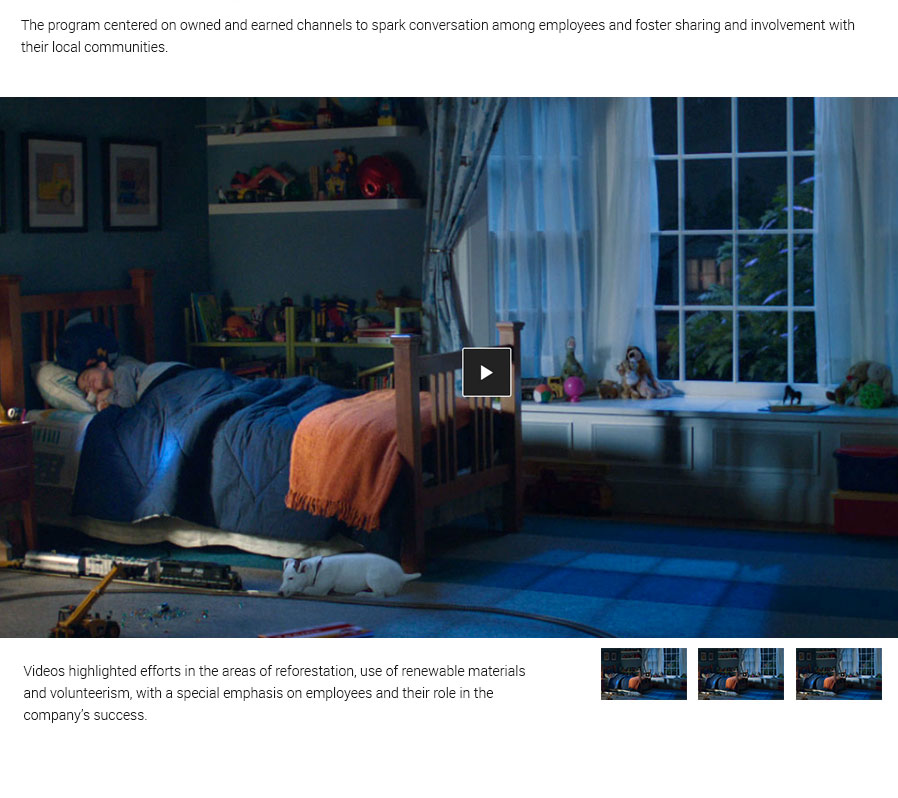 The program centered on owned and earned channels to spark conversation among employees and foster sharing and involvement with
their local communities.
Videos highlighted efforts in the areas of reforestation, use of renewable materials
and volunteerism, with a special emphasis on employees and their role in the
company's success.